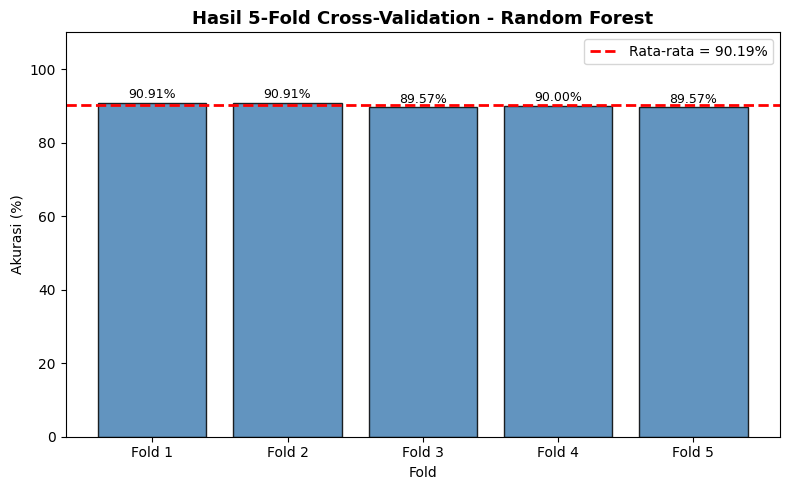 Hasil 5-Fold Cross-Validation - Random Forest
Rata-rata = 90.19%
100
80
60
40
20
0
Akurasi (%)
90.91%
90.91%
89.57%
90.00%
89.57%
Fold 1
Fold 2
Fold 3
Fold 4
Fold 5
Fold